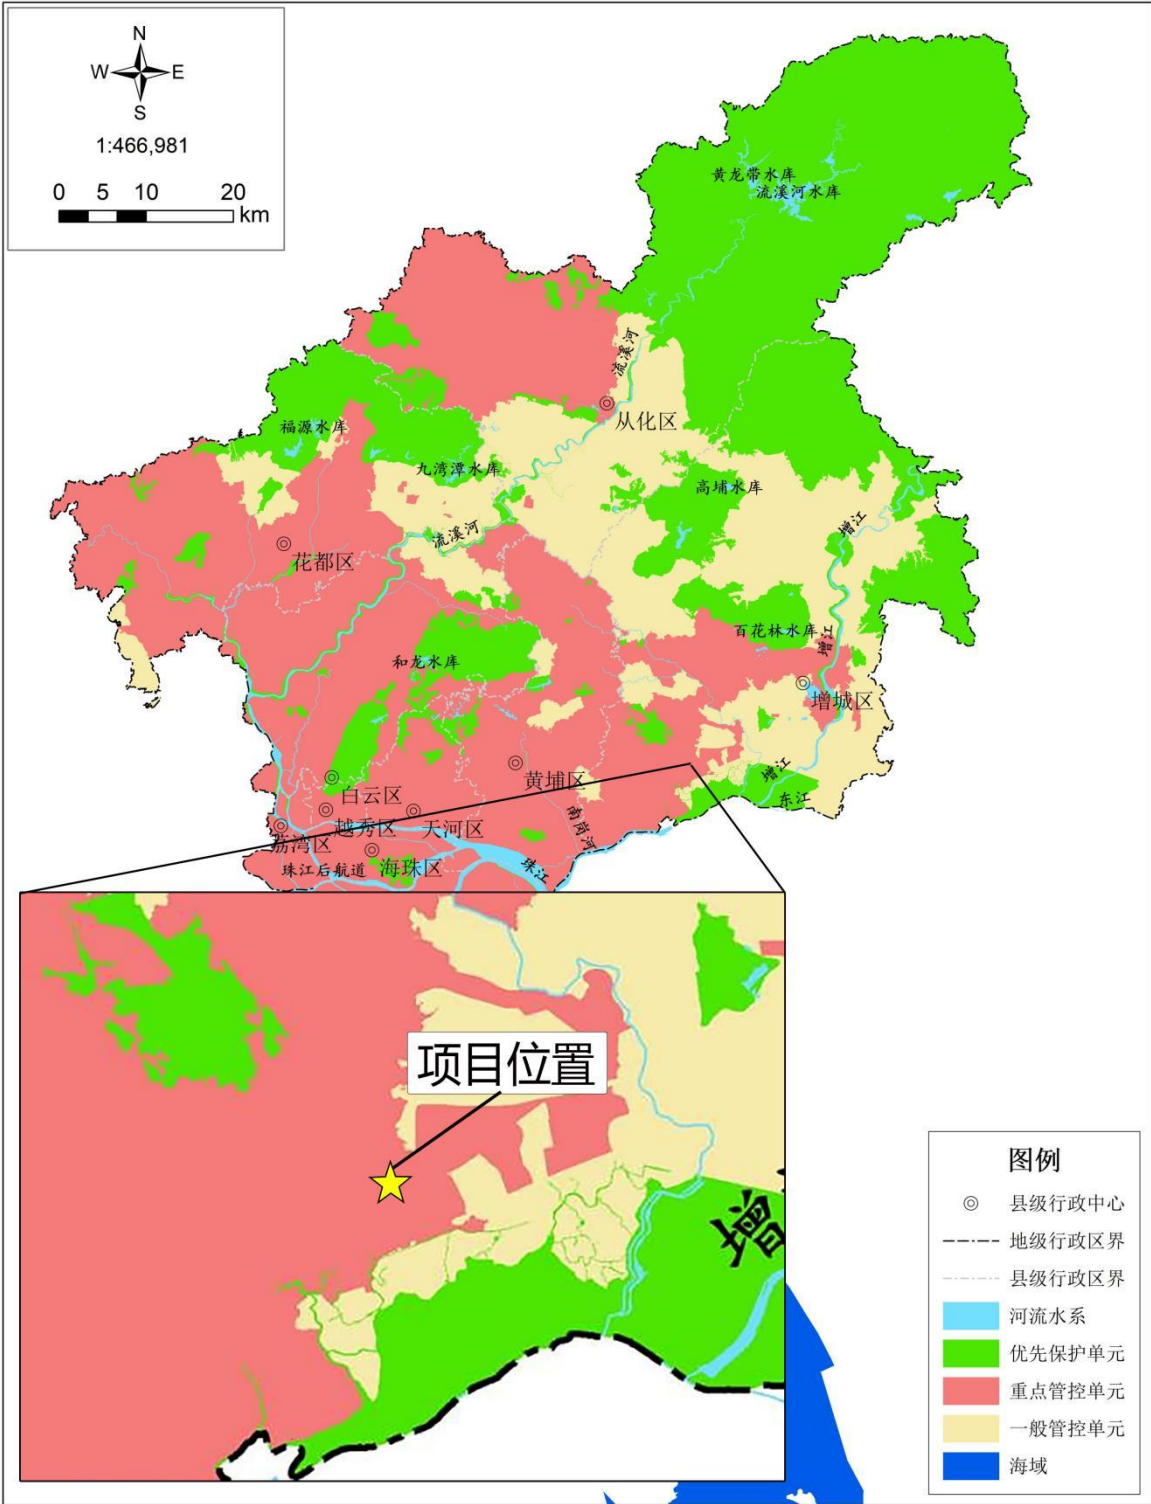 N
W E
S
1:466,981
0 5 10 20
km
黄龙带水库
流溪河水库
流溪河
从化区
福源水库
九湾潭水库
高埔水库
流溪河
增江
花都区
百花林水库
增江
和龙水库
增城区
黄埔区
增江
白云区
东江
越秀区
天河区
南岗河
荔湾区
珠江后航道
海珠区
珠江
项目位置
增
图例
县级行政中心
地级行政区界
县级行政区界
河流水系
优先保护单元
重点管控单元
一般管控单元
海域